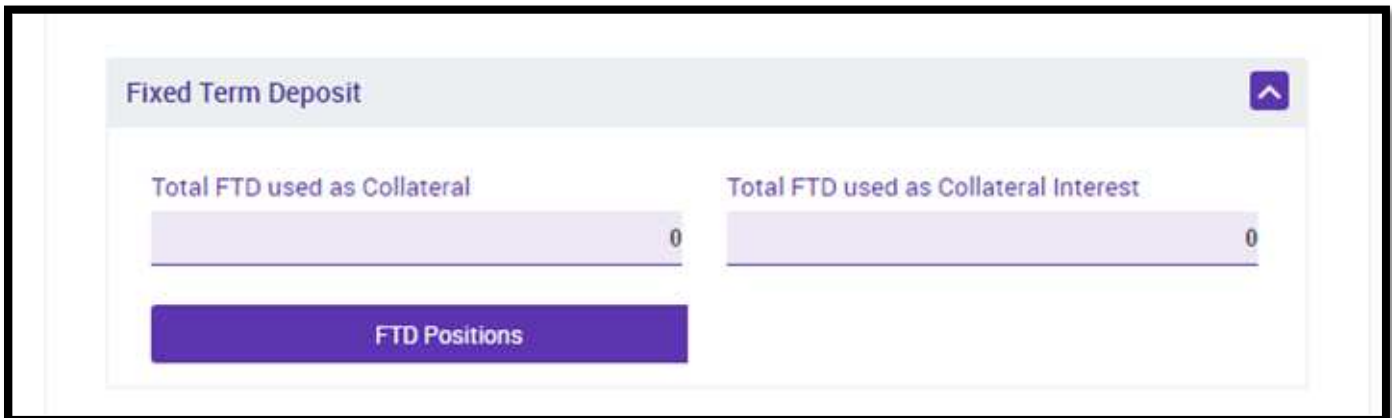 Fixed Term Deposit
Total FTD used as Collateral
Total FTD used as Collateral Interest
0
0
FTD Positions